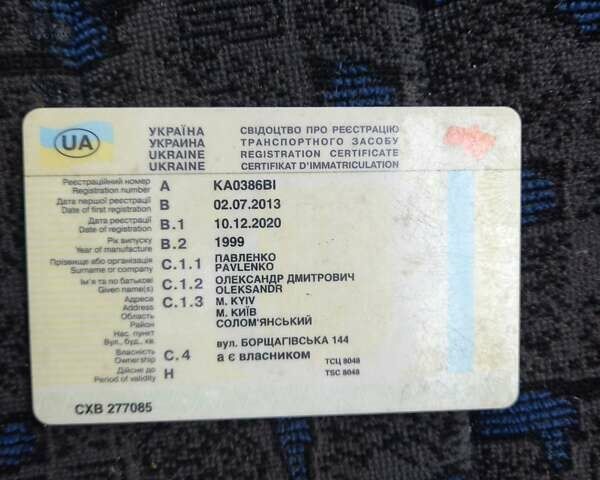 UA
УКРАЇНА СВІДОЦТВО ПРО РЕЄСТРАЦІЮ
УКРАИНА ТРАНСПОРТНОГО ЗАСОБУ
UKRAINE REGISTRATION CERTIFICATE
UKRAINE CERTIFIKAT D'IMMATRICULATION
Реєстраційний номер
Registration number A KA0386BI
Дата першої реєстрації
Date of first registration B 02.07.2013
Дата реєстрації
Date of registration B.1 10.12.2020
Рік випуску
Year of manufacture B.2 1999
Прізвище або організація ПАВЛЕНКО
Surname or company C.1.1 PAVLENKO
Ім'я та по батькові C.1.2 ОЛЕКСАНДР ДМИТРОВИЧ
Given name(s) OLEKSANDR
Адреса C.1.3 M. KYIV
Address
Область М. КИЇВ
Район СОЛОМ'ЯНСЬКИЙ
Нас. пункт
Вул., буд., кв. вул. БОРЩАГІВСЬКА 144
Власність
Ownership C.4 а є власником ТСЦ 8048
Дійсне до
Period of validity H TSC 8048
СХВ 277085